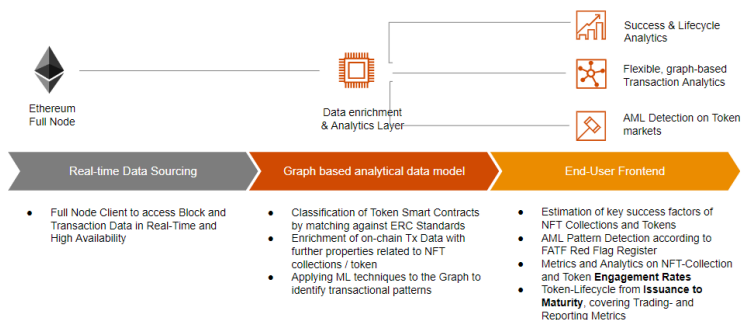 Success & Lifecycle
Analytics
Flexible, graph-based
Transaction Analytics
Ethereum
Full Node
Data enrichment
& Analytics Layer
AML Detection on Token
markets
Real-time Data Sourcing
Graph based analytical data model
End-User Frontend
● Full Node Client to access Block and
Transaction Data in Real-Time and
High Availability
● Classification of Token Smart Contracts
by matching against ERC Standards
● Enrichment of on-chain Tx Data with
further properties related to NFT
collections / token
● Applying ML techniques to the Graph to
identify transactional patterns
● Estimation of key success factors of
NFT Collections and Tokens
● AML Pattern Detection according to
FATF Red Flag Register
● Metrics and Analytics on NFT-Collection
and Token Engagement Rates
● Token-Lifecycle from Issuance to
Maturity, covering Trading- and
Reporting Metrics